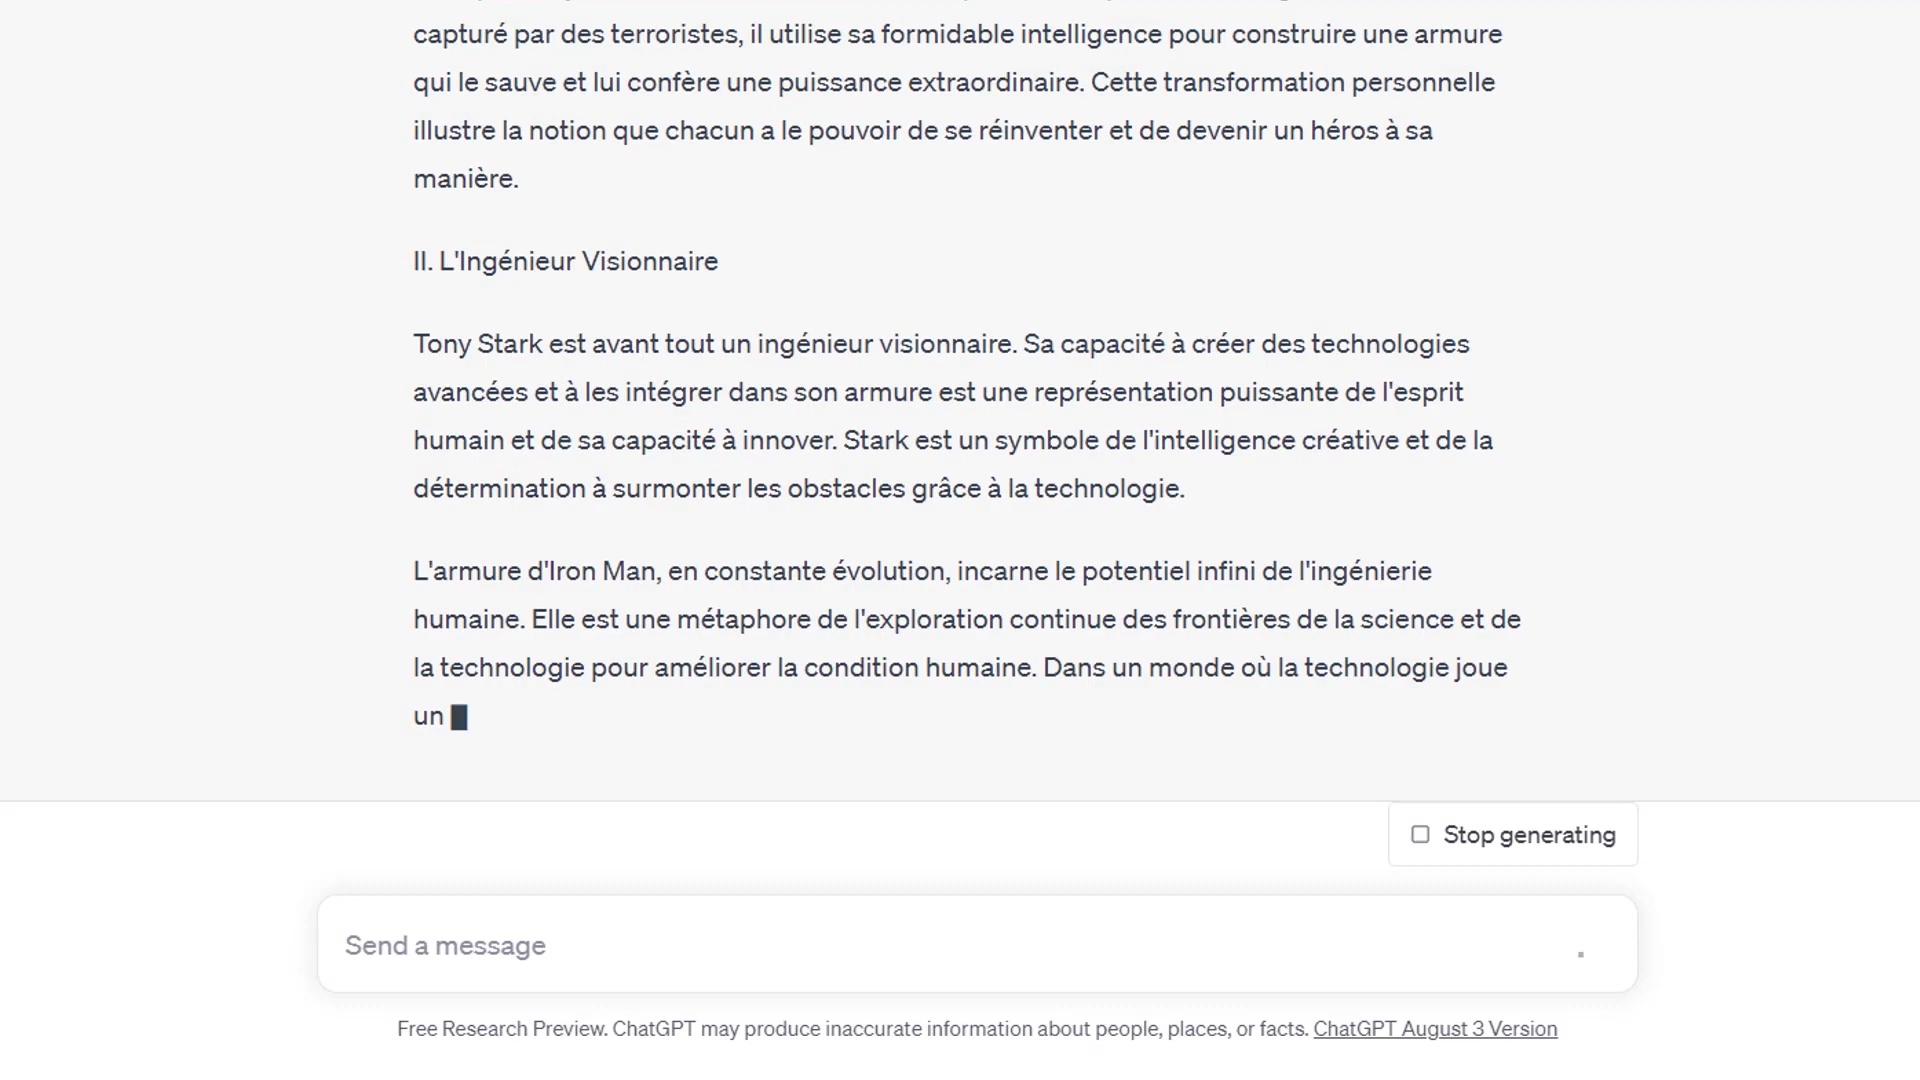 capturé par des terroristes, il utilise sa formidable intelligence pour construire une armure
qui le sauve et lui confère une puissance extraordinaire. Cette transformation personnelle
illustre la notion que chacun a le pouvoir de se réinventer et de devenir un héros à sa
manière.
II. L'Ingénieur Visionnaire
Tony Stark est avant tout un ingénieur visionnaire. Sa capacité à créer des technologies
avancées et à les intégrer dans son armure est une représentation puissante de l'esprit
humain et de sa capacité à innover. Stark est un symbole de l'intelligence créative et de la
détermination à surmonter les obstacles grâce à la technologie.
L'armure d'Iron Man, en constante évolution, incarne le potentiel infini de l'ingénierie
humaine. Elle est une métaphore de l'exploration continue des frontières de la science et de
la technologie pour améliorer la condition humaine. Dans un monde où la technologie joue
un
Stop generating
Send a message
Free Research Preview. ChatGPT may produce inaccurate information about people, places, or facts. ChatGPT August 3 Version